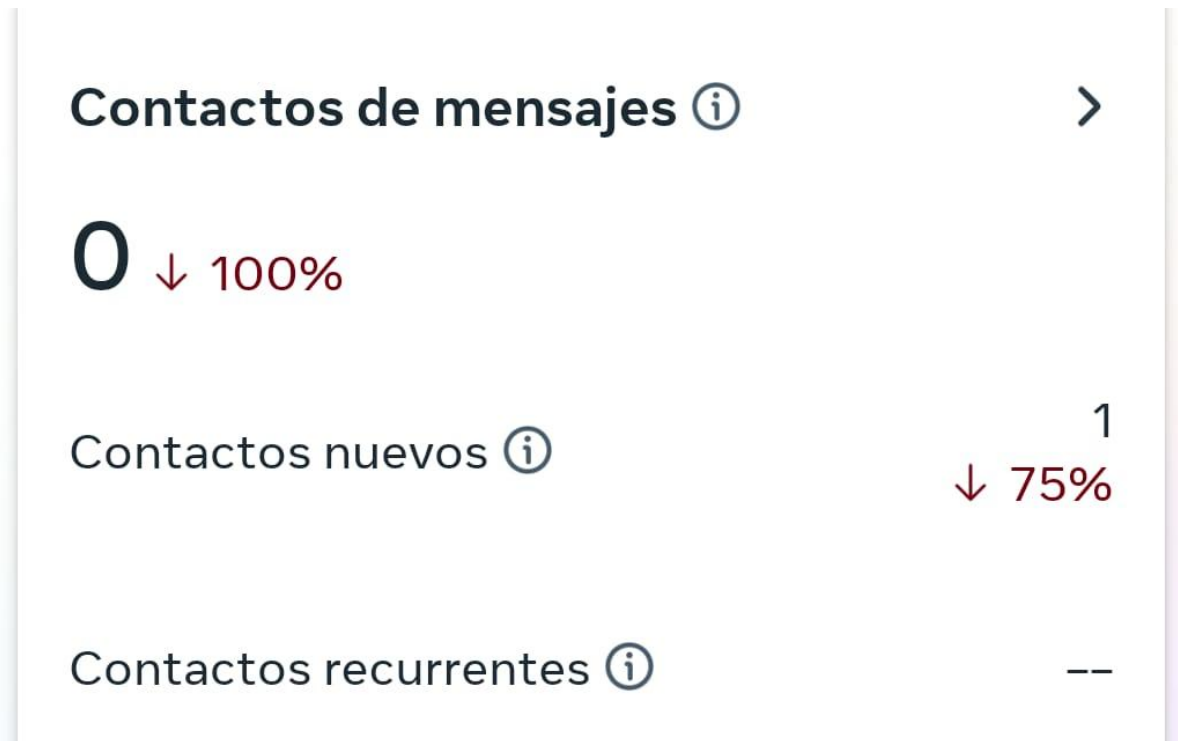 Contactos de mensajes
0 ↓ 100%
Contactos nuevos
1
↓ 75%
Contactos recurrentes
--